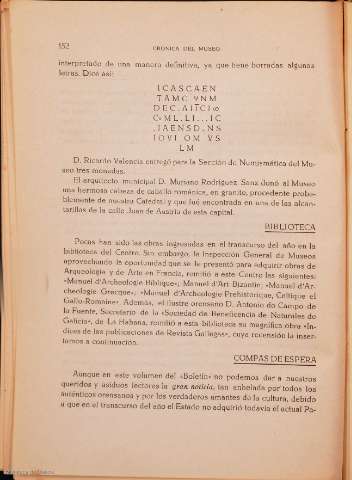 152
CRONICA DEL MUSEO
interpretado de una manera definitiva, ya que tiene borradas algunas
letras. Dice así:
ICASCAEN
TAMC VNM
DEC.AITCI
C ML.LI...IC
.IAENSD.NS
IOVI OM VS
LM
D. Ricardo Valencia entregó para la Sección de Numismática del Mu-
seo tres monedas.
El arquitecto municipal D. Mariano Rodríguez Sanz donó al Museo
una hermosa cabeza de caballo románica, en granito, procedente proba-
blemente de nuestra Catedral y que fué encontrada en una de las alcan-
tarillas de la calle Juan de Austria de esta capital.
BIBLIOTECA
Pocas han sido las obras ingresadas en el transcurso del año en la
biblioteca del Centro. Sin embargo, la Inspección General de Museos
aprovechando la oportunidad que se le presentó para adquirir obras de
Arqueología y de Arte en Francia, remitió a este Centro las siguientes:
«Manuel d'Archeologie Biblique»; Manuel d'Art Bizantin; «Manuel d'Ar-
cheologie Grecque»; «Manuel d'Archeologie Prehistorique, Celtique et
Gallo-Romaine». Además, el ilustre orensano D. Antonio do Campo de
la Fuente, Secretario de la «Sociedad de Beneficencia de Naturales de
Galicia», de La Habana, remitió a esta biblioteca su magnífica obra «In-
dices de las publicaciones de Revista Gallegas», cuya recensión la inser-
tamos a continuación.
COMPAS DE ESPERA
Aunque en este volumen del «Boletín» no podemos dar a nuestros
queridos y asiduos lectores la gran noticia, tan anhelada por todos los
auténticos orensanos y por los verdaderos amantes de la cultura, debido
a que en el transcurso del año el Estado no adquirió todavía el actual Pa-